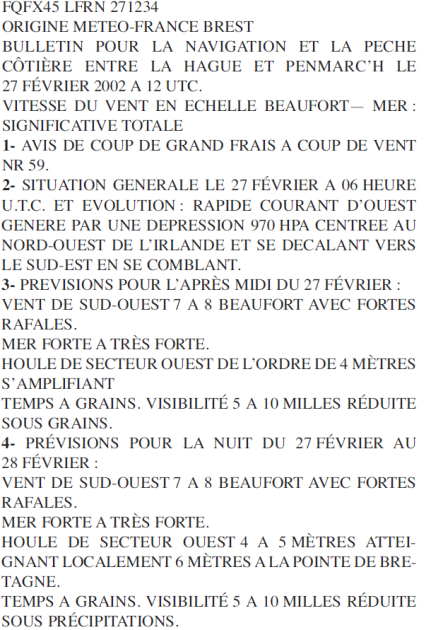 FQFX45 LFRN 271234
ORIGINE METEO-FRANCE BREST
BULLETIN POUR LA NAVIGATION ET LA PECHE
CÔTIÈRE ENTRE LA HAGUE ET PENMARC'H LE
27 FÉVRIER 2002 A 12 UTC.
VITESSE DU VENT EN ECHELLE BEAUFORT— MER :
SIGNIFICATIVE TOTALE
1- AVIS DE COUP DE GRAND FRAIS A COUP DE VENT
NR 59.
2- SITUATION GENERALE LE 27 FÉVRIER A 06 HEURE
U.T.C. ET EVOLUTION : RAPIDE COURANT D'OUEST
GENERE PAR UNE DEPRESSION 970 HPA CENTREE AU
NORD-OUEST DE L'IRLANDE ET SE DECALANT VERS
LE SUD-EST EN SE COMBLANT.
3- PREVISIONS POUR L'APRÈS MIDI DU 27 FÉVRIER :
VENT DE SUD-OUEST 7 A 8 BEAUFORT AVEC FORTES
RAFALES.
MER FORTE A TRÈS FORTE.
HOULE DE SECTEUR OUEST DE L'ORDRE DE 4 MÈTRES
S'AMPLIFIANT
TEMPS A GRAINS. VISIBILITÉ 5 A 10 MILLES RÉDUITE
SOUS GRAINS.
4- PRÉVISIONS POUR LA NUIT DU 27 FÉVRIER AU
28 FÉVRIER :
VENT DE SUD-OUEST 7 A 8 BEAUFORT AVEC FORTES
RAFALES.
MER FORTE A TRÈS FORTE.
HOULE DE SECTEUR OUEST 4 A 5 MÈTRES ATTEI-
GNANT LOCALEMENT 6 MÈTRES A LA POINTE DE BRE-
TAGNE.
TEMPS A GRAINS. VISIBILITÉ 5 A 10 MILLES RÉDUITE
SOUS PRÉCIPITATIONS.